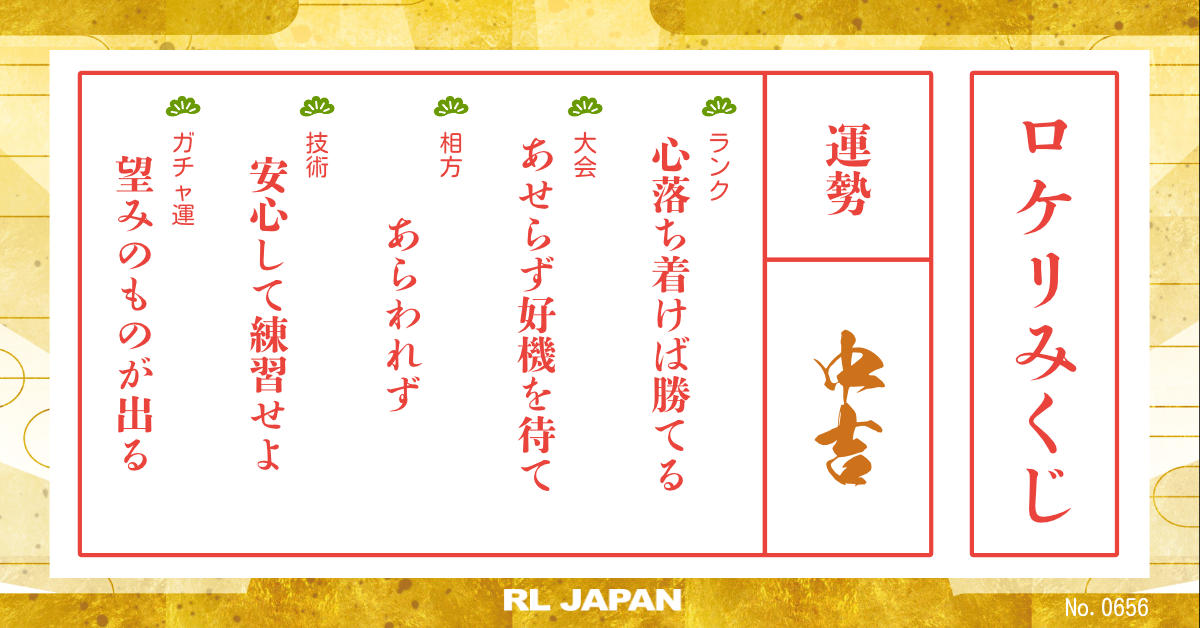 ロケリみくじ
運勢
中吉
ランク
心落ち着けば勝てる
大会
あせらず好機を待て
相方
あらわれず
技術
安心して練習せよ
ガチャ運
望みのものが出る
RL JAPAN
No. 0656